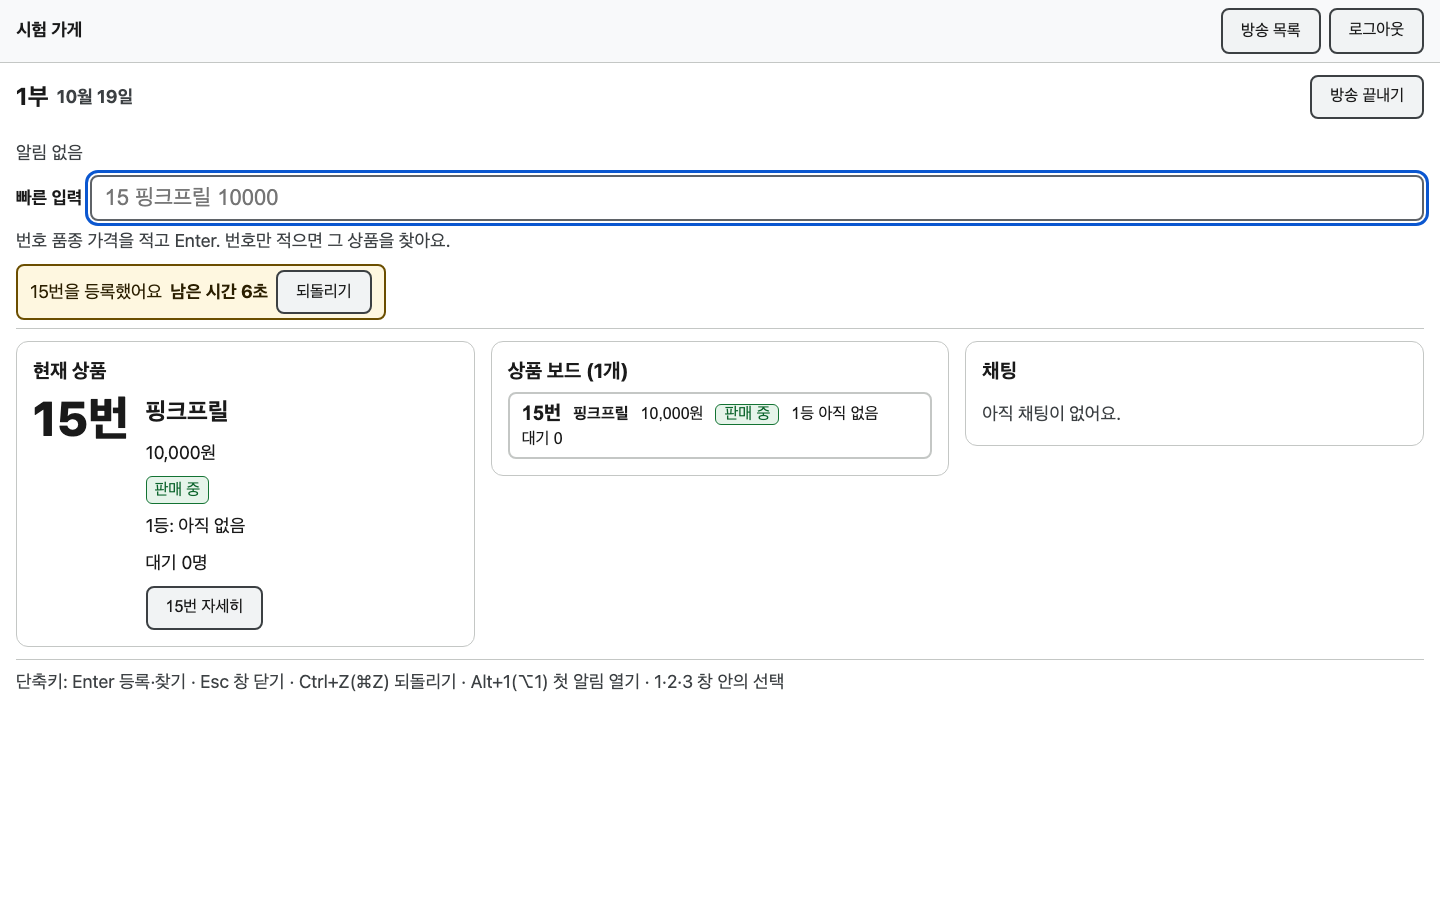 시험 가게
방송 목록
로그아웃
1부 10월 19일
방송 끝내기
알림 없음
빠른 입력 15 핑크프릴 10000
번호 품종 가격을 적고 Enter. 번호만 적으면 그 상품을 찾아요.
15번을 등록했어요 남은 시간 6초 되돌리기
현재 상품
15번 핑크프릴
10,000원
판매 중
1등: 아직 없음
대기 0명
15번 자세히
상품 보드 (1개)
15번 핑크프릴 10,000원 판매 중 1등 아직 없음
대기 0
채팅
아직 채팅이 없어요.
단축키: Enter 등록·찾기 · Esc 창 닫기 · Ctrl+Z(⌘Z) 되돌리기 · Alt+1(⌥1) 첫 알림 열기 · 1·2·3 창 안의 선택